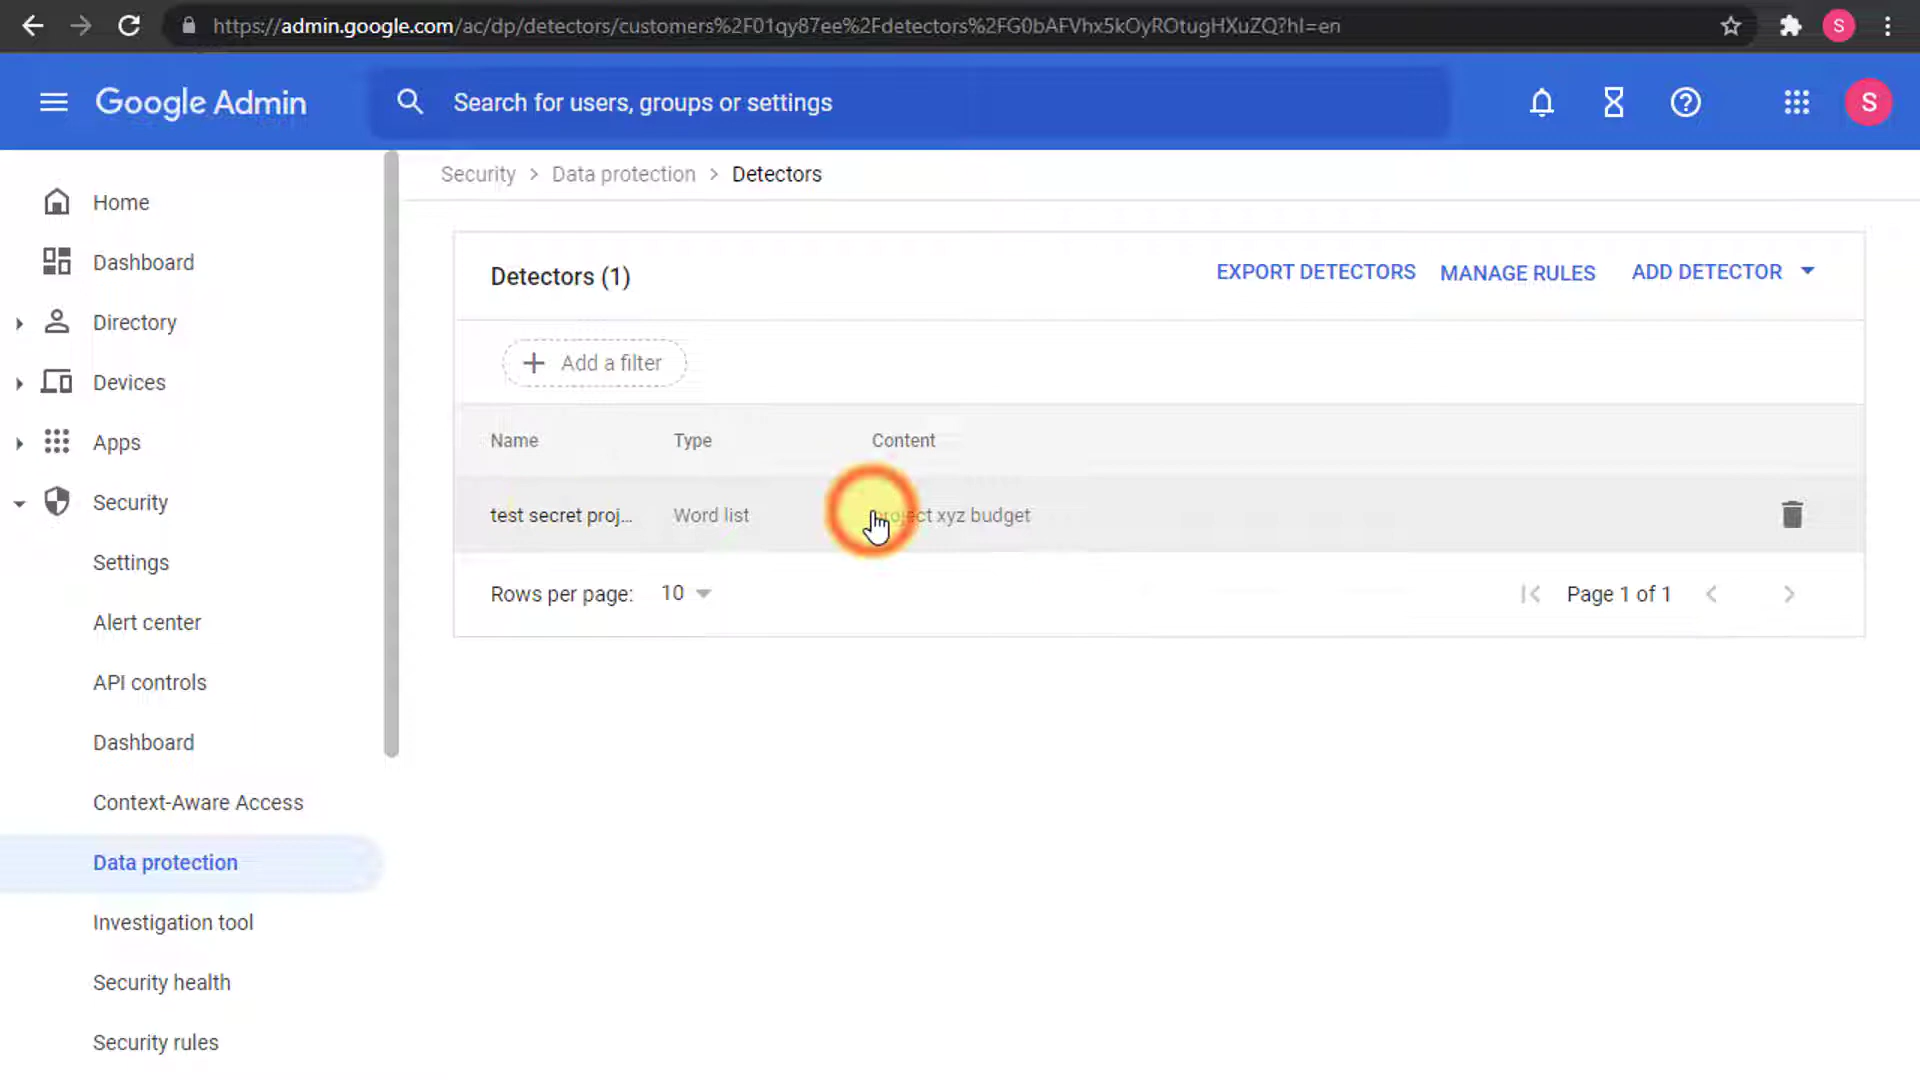 https://admin.google.com/ac/dp/detectors/customers%2F01qy87ee%2Fdetectors%2FG0bAFVhx5kOyROtugHXuZQ?hl=en
S
Google Admin
Search for users, groups or settings
S
Security > Data protection > Detectors
Home
Dashboard
Directory
Devices
Apps
Security
Settings
Alert center
API controls
Dashboard
Context-Aware Access
Data protection
Investigation tool
Security health
Security rules
Detectors (1)
EXPORT DETECTORS
MANAGE RULES
ADD DETECTOR
Add a filter
Name Type Content
test secret proj... Word list project xyz budget
Rows per page: 10
Page 1 of 1